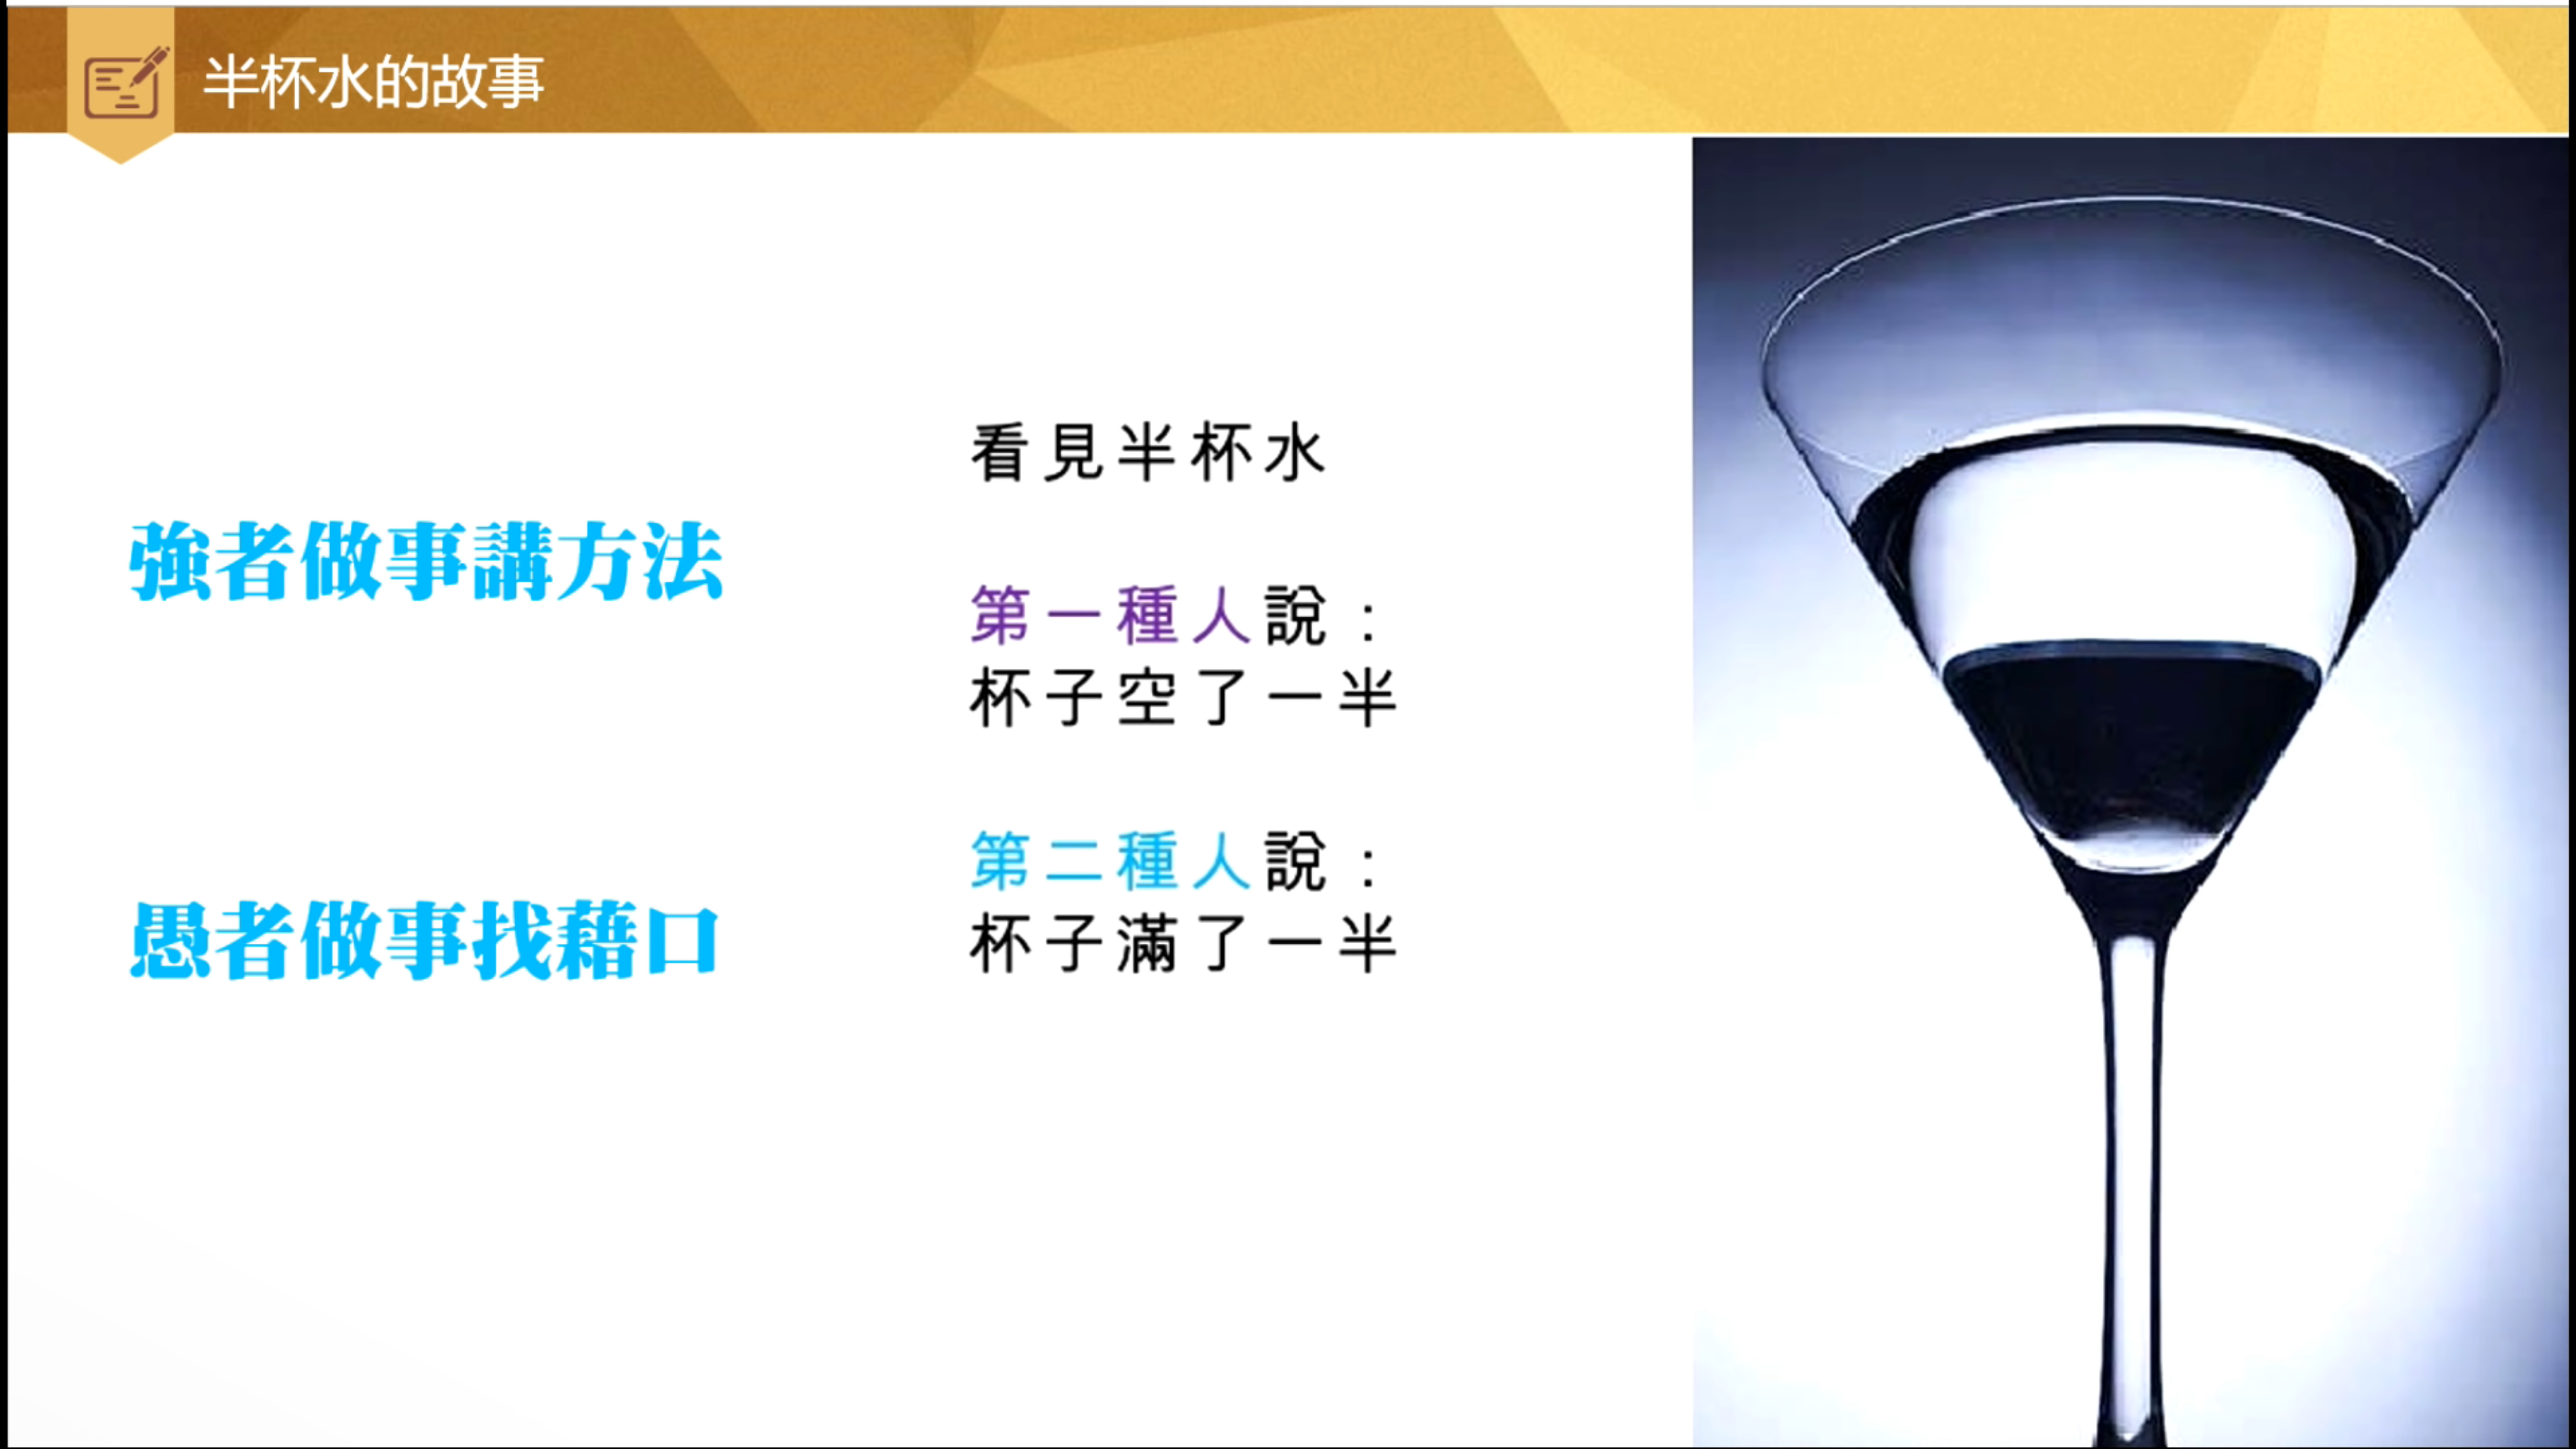 半杯水的故事
強者做事講方法
愚者做事找藉口
看見半杯水
第一種人說：
杯子空了一半
第二種人說：
杯子滿了一半